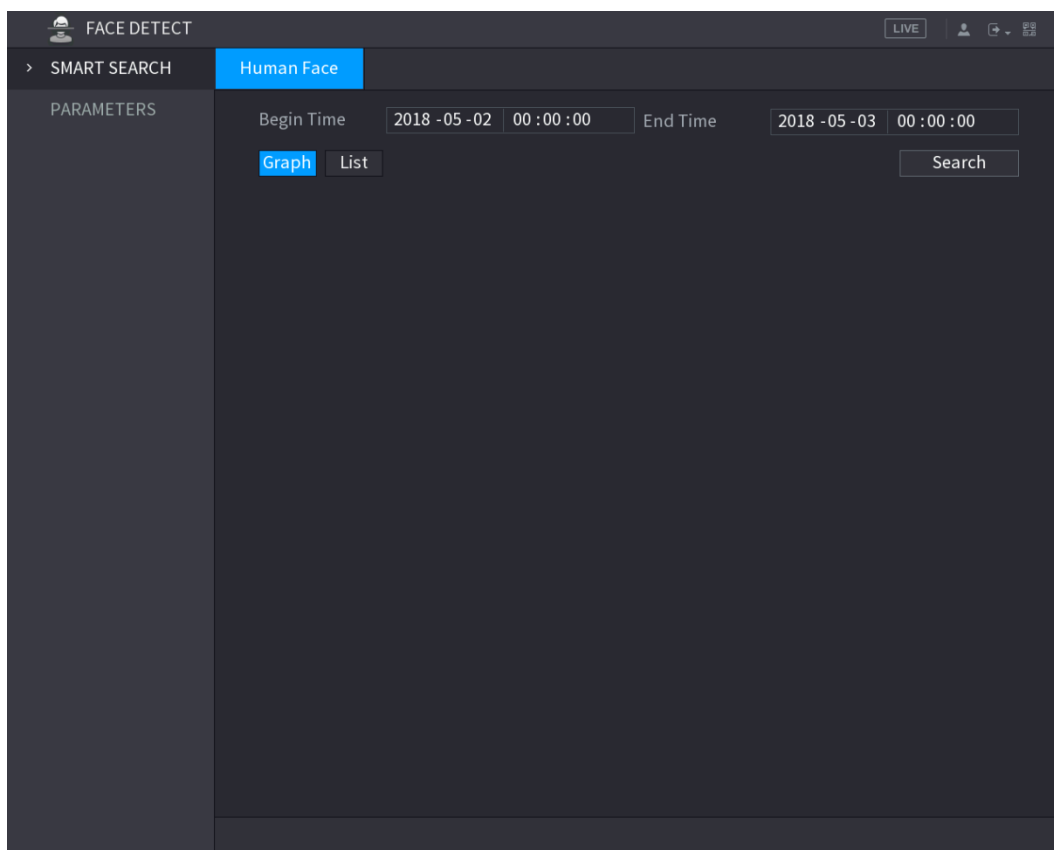 FACE DETECT LIVE
> SMART SEARCH Human Face
PARAMETERS
Begin Time 2018 -05 -02 00 :00 :00 End Time 2018 -05 -03 00 :00 :00
Graph List Search